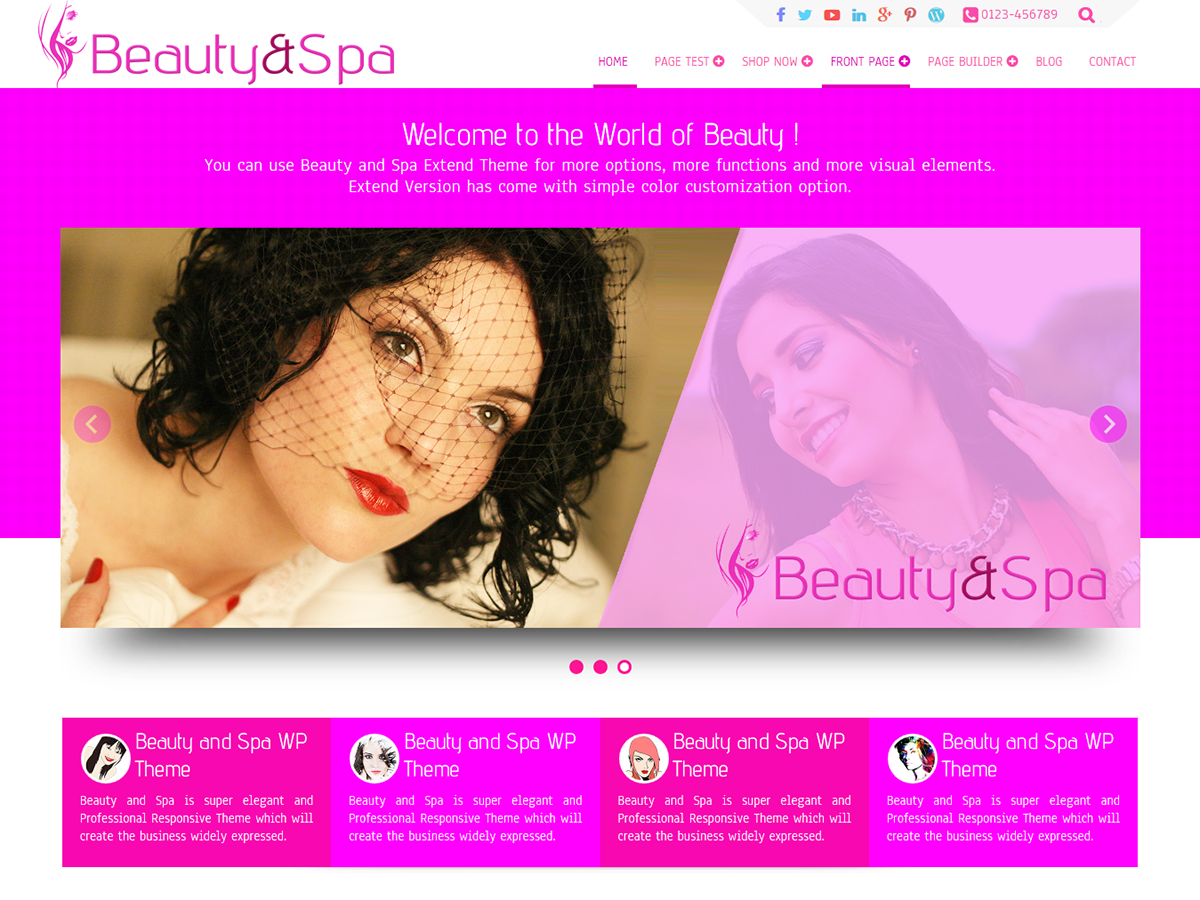 0123-456789
Beauty&Spa
HOME PAGE TEST SHOP NOW FRONT PAGE PAGE BUILDER BLOG CONTACT
Welcome to the World of Beauty !
You can use Beauty and Spa Extend Theme for more options, more functions and more visual elements.
Extend Version has come with simple color customization option.
Beauty&Spa
Beauty and Spa WP
Theme
Beauty and Spa is super elegant and
Professional Responsive Theme which will
create the business widely expressed.
Beauty and Spa WP
Theme
Beauty and Spa is super elegant and
Professional Responsive Theme which will
create the business widely expressed.
Beauty and Spa WP
Theme
Beauty and Spa is super elegant and
Professional Responsive Theme which will
create the business widely expressed.
Beauty and Spa WP
Theme
Beauty and Spa is super elegant and
Professional Responsive Theme which will
create the business widely expressed.